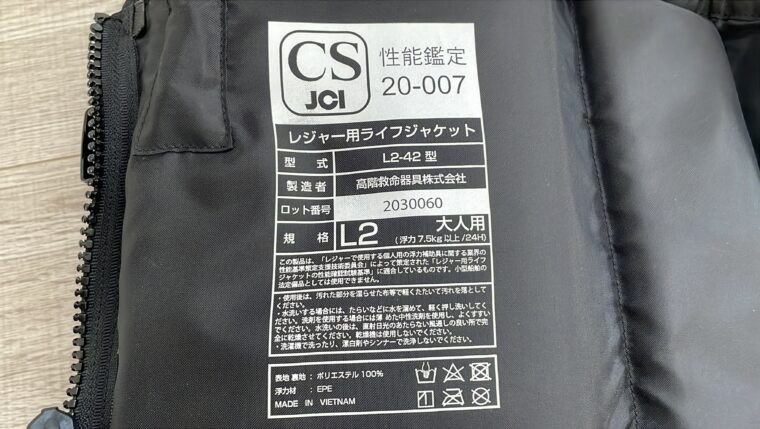 CS
JCI
性能鑑定
20-007
レジャー用ライフジャケット
型 式 L2-42 型
製造者 高階救命器具株式会社
ロット番号 2030060
規 格 L2 大人用
(浮力7.5kg以上/24H)
この製品は、「レジャーで使用する個人用の浮力補助具に関する業界の
性能基準策定支援技術委員会」によって策定された「レジャー用ライフ
ジャケットの性能確認試験基準」に適合しているものです。小型船舶の
法定備品としては使用できません。
・使用後は、汚れた部分を湿らせた布等で軽くたたいて汚れを落として
ください。
・水洗いする場合には、たらいなどに水を溜めて、軽く押し洗いしてく
ださい。洗剤を使用する場合には薄めた中性洗剤を使用し、よくすすい
でください。水洗いの後は、直射日光のあたらない風通しの良い所で完
全に乾燥させてください。乾燥機は使用しないでください。
・洗濯機で洗ったり、漂白剤やシンナーで洗浄しないでください。
表地 裏地 : ポリエステル100%
浮力材 : EPE
MADE IN VIETNAM